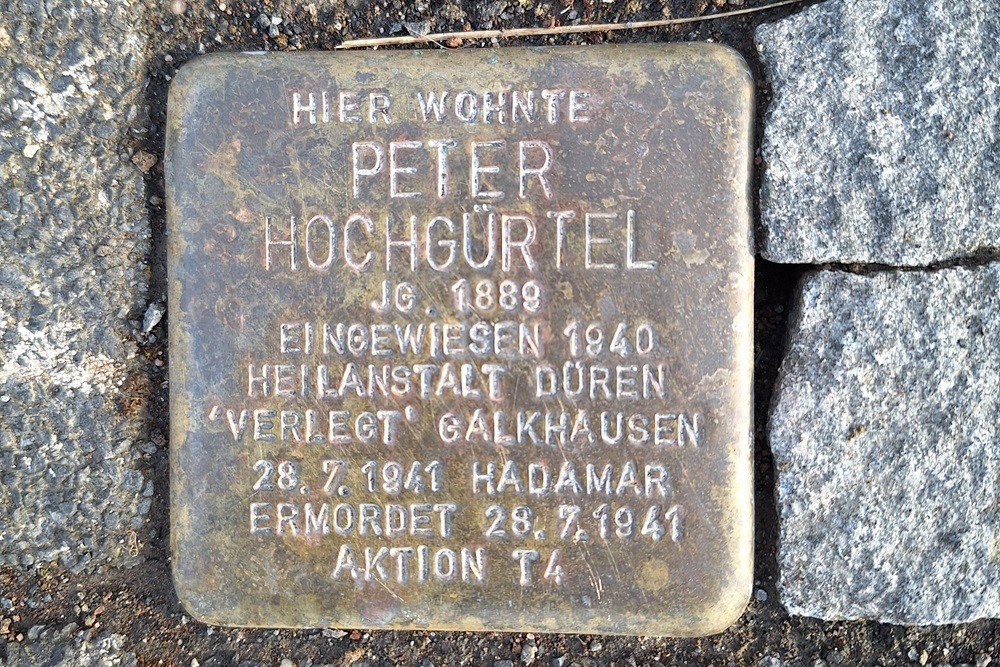 HIER WOHNTE
PETER
HOCHGÜRTEL
JG. 1889
EINGEWIESEN 1940
HEILANSTALT DÜREN
'VERLEGT' GALKHAUSEN
28.7.1941 HADAMAR
ERMORDET 28.7.1941
AKTION T4